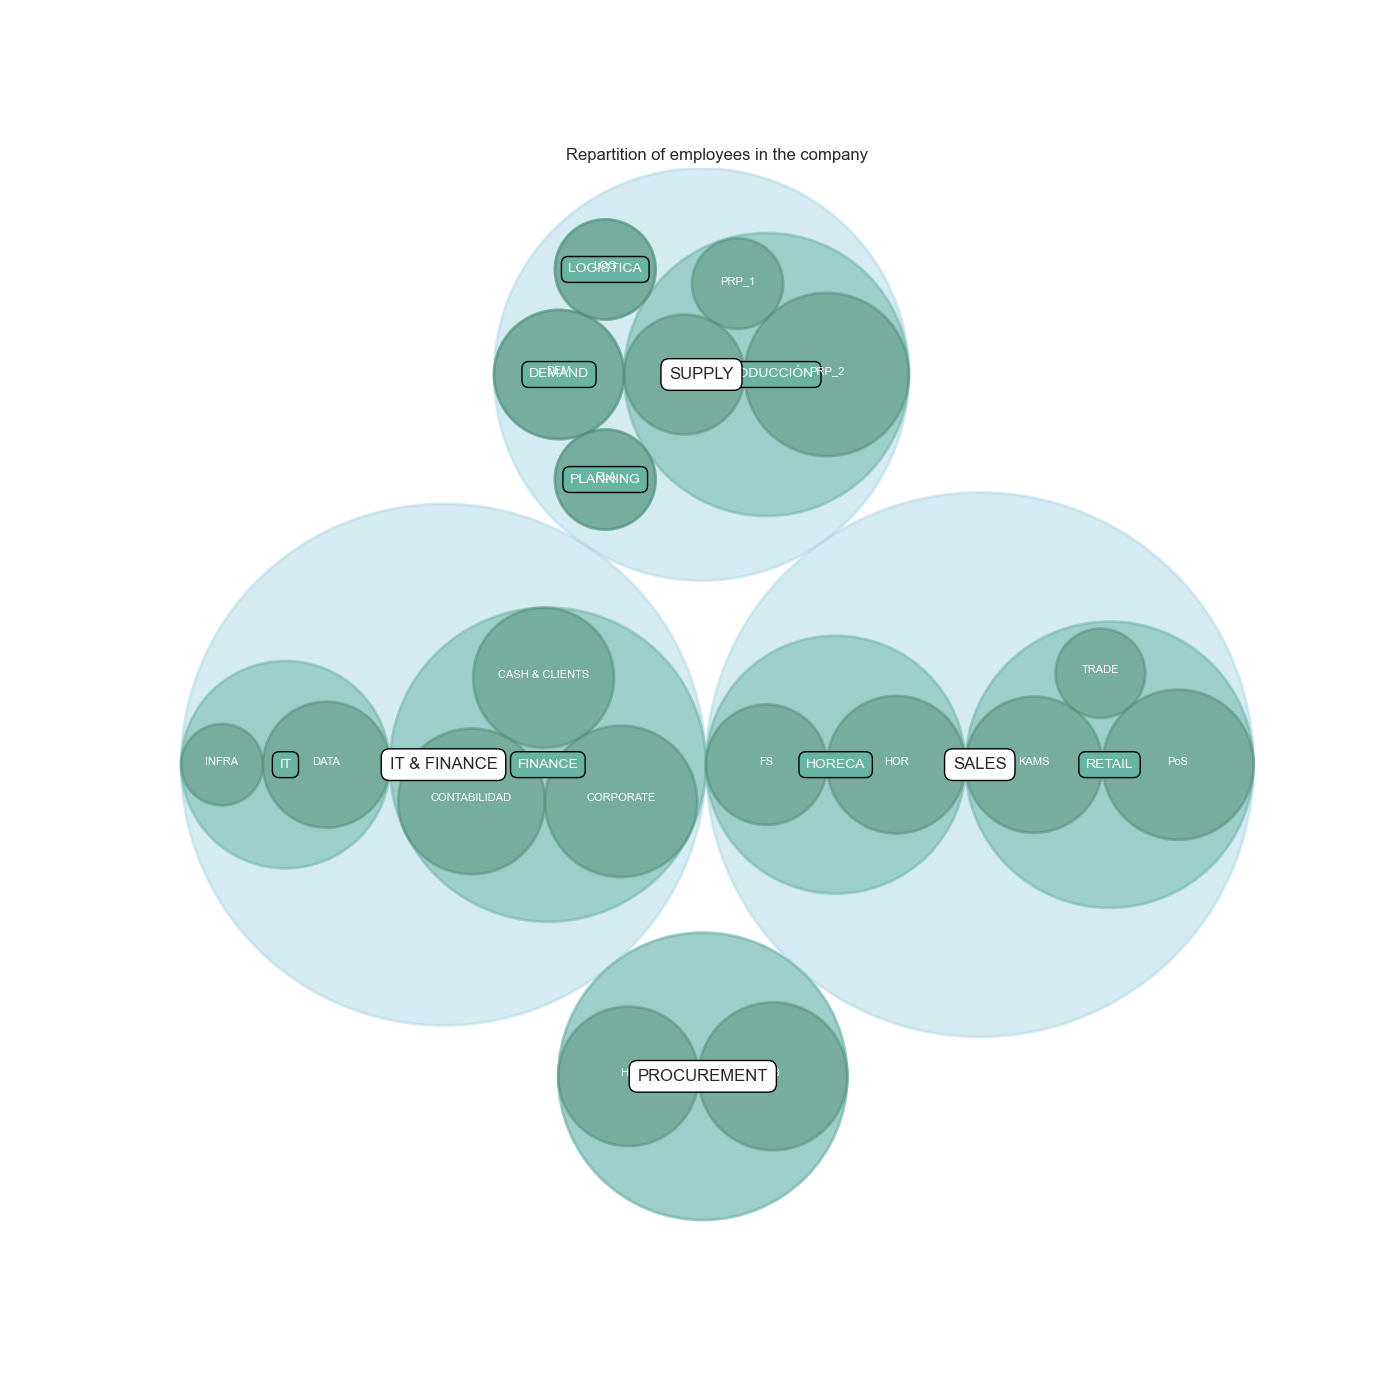 Repartition of employees in the company
LOGISTICA
PRP_1
DEMAND
SUPPLY
PRP_2
PLANNING
TRADE
CASH & CLIENTS
INFRA
IT
DATA
IT & FINANCE
FINANCE
FS
HORECA
HOR
SALES
KAMS
RETAIL
PoS
CONTABILIDAD
CORPORATE
PROCUREMENT